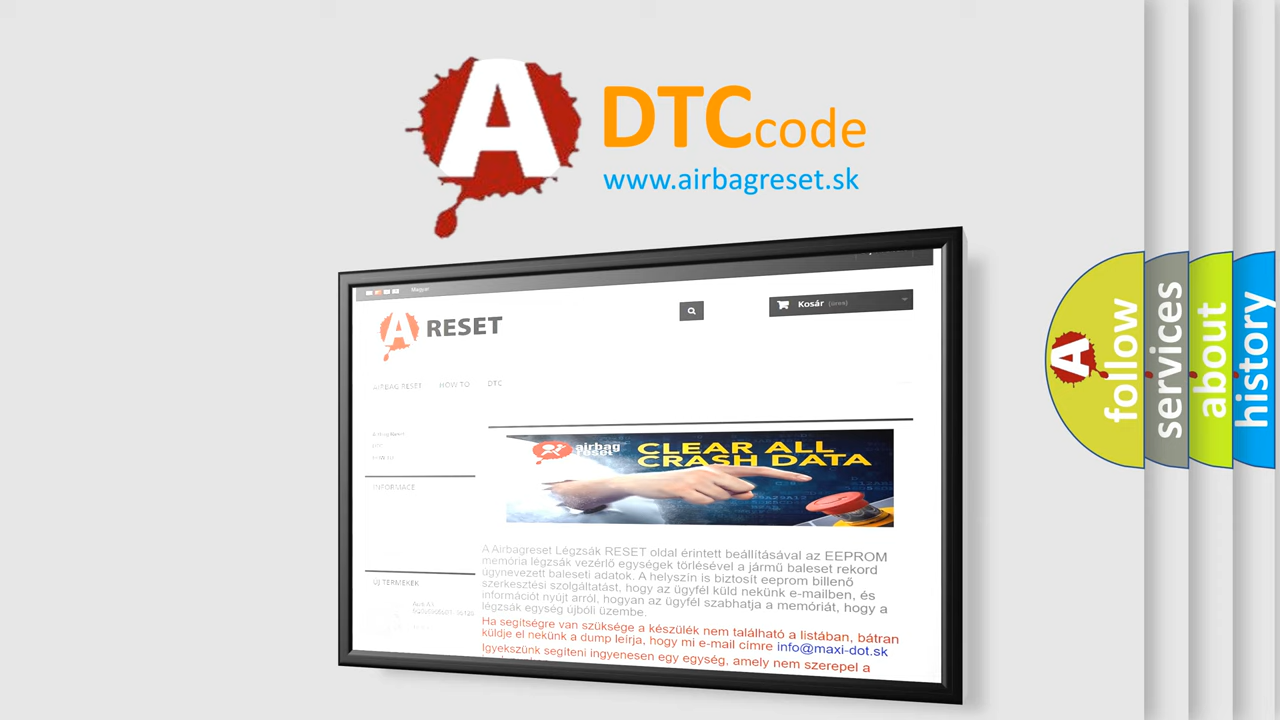 A
DTCcode
www.airbagreset.sk
Magyar
A RESET
Kosár (üres)
AIRBAG RESET HOW TO DTC
INFORMACE
airbag
reset
CLEAR ALL
CRASH DATA
A Airbagreset Légzsák RESET oldal érintett beállításával az EEPROM
memória légzsák vezérlő egységek törlésével a jármű baleset rekord
úgynevezett baleseti adatok. A helyszín is biztosít eeprom billenő
szerkesztési szolgáltatást, hogy az ügyfél küld nekünk e-mailben, és
információt nyújt arról, hogyan az ügyfél szabhatja a memóriát, hogy a
légzsák egység újbóli üzembe.
Ha segítségre van szüksége a készülék nem található a listában, bátran
küldje el nekünk a dump leírja, hogy mi e-mail címre info@maxi-dot.sk
Igyekszünk segíteni ingyenesen egy egység, amely nem szerepel a
ÚJ TERMÉKEK
A
follow
services
about
history